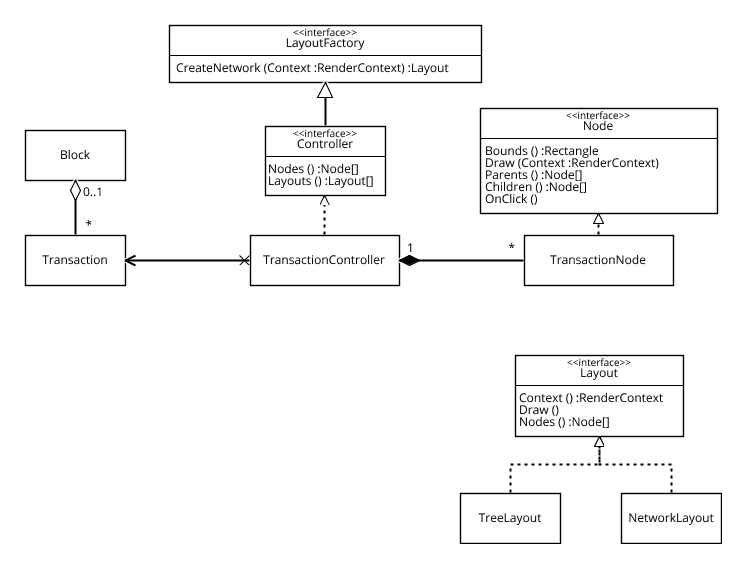 <<interface>>
LayoutFactory
CreateNetwork (Context :RenderContext) :Layout
<<interface>>
Controller
Nodes () :Node[]
Layouts () :Layout[]
<<interface>>
Node
Bounds () :Rectangle
Draw (Context :RenderContext)
Parents () :Node[]
Children () :Node[]
OnClick ()
Block
0..1
*
Transaction
TransactionController
1
*
TransactionNode
<<interface>>
Layout
Context () :RenderContext
Draw ()
Nodes () :Node[]
TreeLayout
NetworkLayout